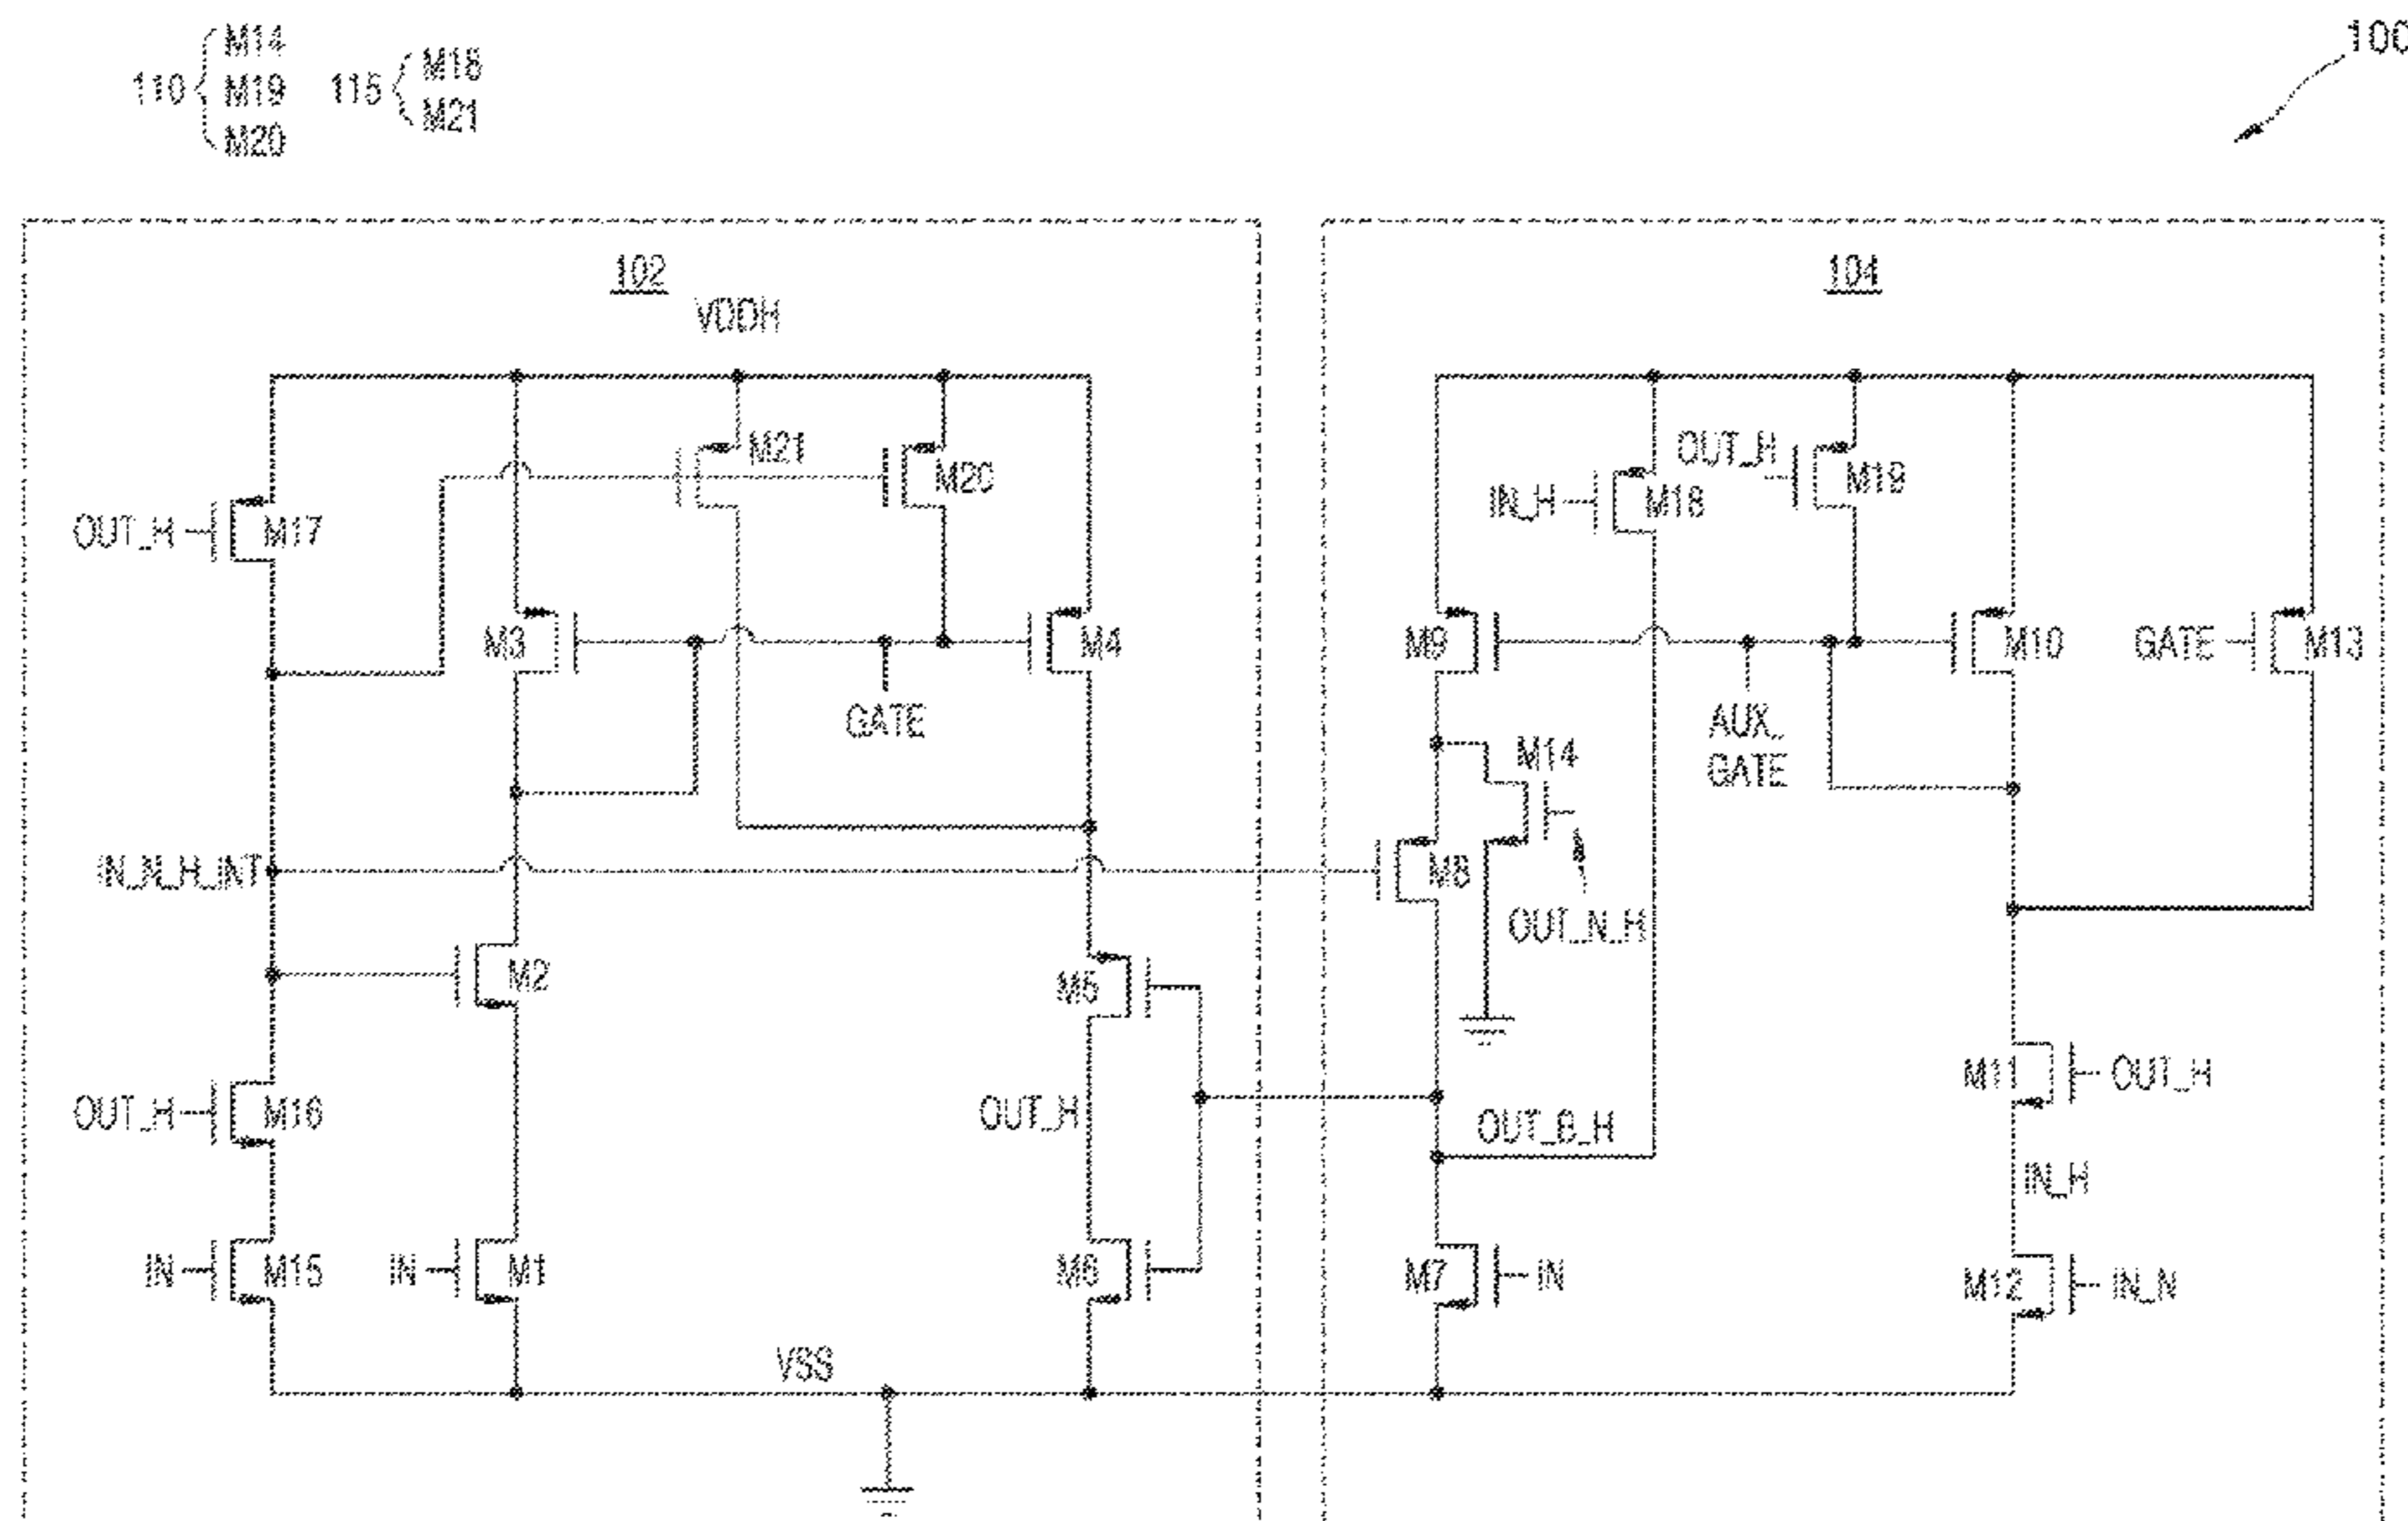 100
110 { M14 M19 M20
115 { M18 M21
102
VDDH
M21
M20
OUT_H
M17
M3
M4
GATE
IN_N_H_INT
M2
M5
OUT_H
M16
OUT_H
IN
M15
IN
M1
M6
VSS
104
OUT_H
M19
IN_H
M18
M9
M10
GATE
M13
AUX_
GATE
M14
M8
OUT_N_H
M11
OUT_H
OUT_B_H
IN_H
M7
IN
M12
IN_N